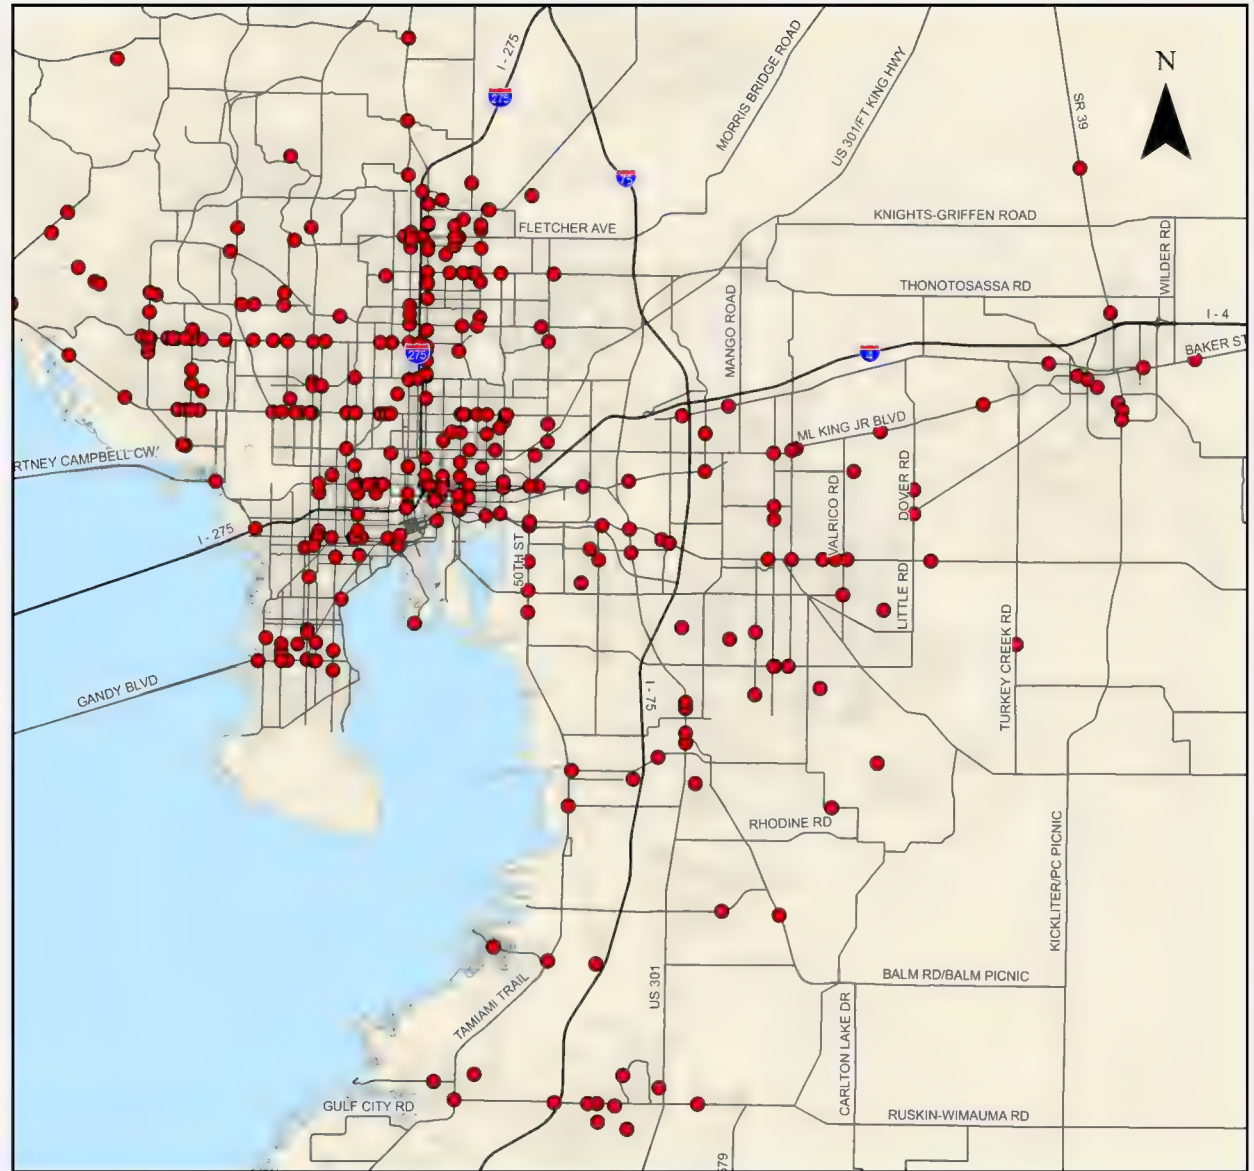 I - 275
275
MORRIS BRIDGE ROAD
US 301/FT KING HWY
SR 39
N
75
KNIGHTS-GRIFFEN ROAD
FLETCHER AVE
WILDER RD
THONOTOSASSA RD
I - 4
MANGO ROAD
275
4
BAKER ST
ML KING JR BLVD
RTNEY CAMPBELL CW
DOVER RD
VALRICO RD
I - 275
50TH ST
LITTLE RD
TURKEY CREEK RD
GANDY BLVD
I - 75
RHODINE RD
KICKLITER/PC PICNIC
US 301
BALM RD/BALM PICNIC
TAMIAMI TRAIL
CARLTON LAKE DR
GULF CITY RD
RUSKIN-WIMAUMA RD
579